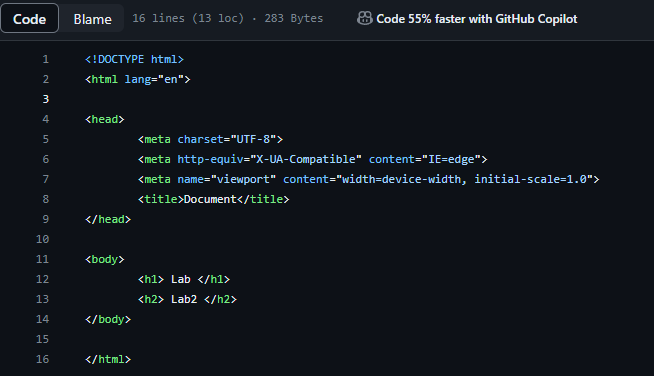 Code Blame 16 lines (13 loc) · 283 Bytes Code 55% faster with GitHub Copilot
1 <!DOCTYPE html>
2 <html lang="en">
3
4 <head>
5 <meta charset="UTF-8">
6 <meta http-equiv="X-UA-Compatible" content="IE=edge">
7 <meta name="viewport" content="width=device-width, initial-scale=1.0">
8 <title>Document</title>
9 </head>
10
11 <body>
12 <h1> Lab </h1>
13 <h2> Lab2 </h2>
14 </body>
15
16 </html>